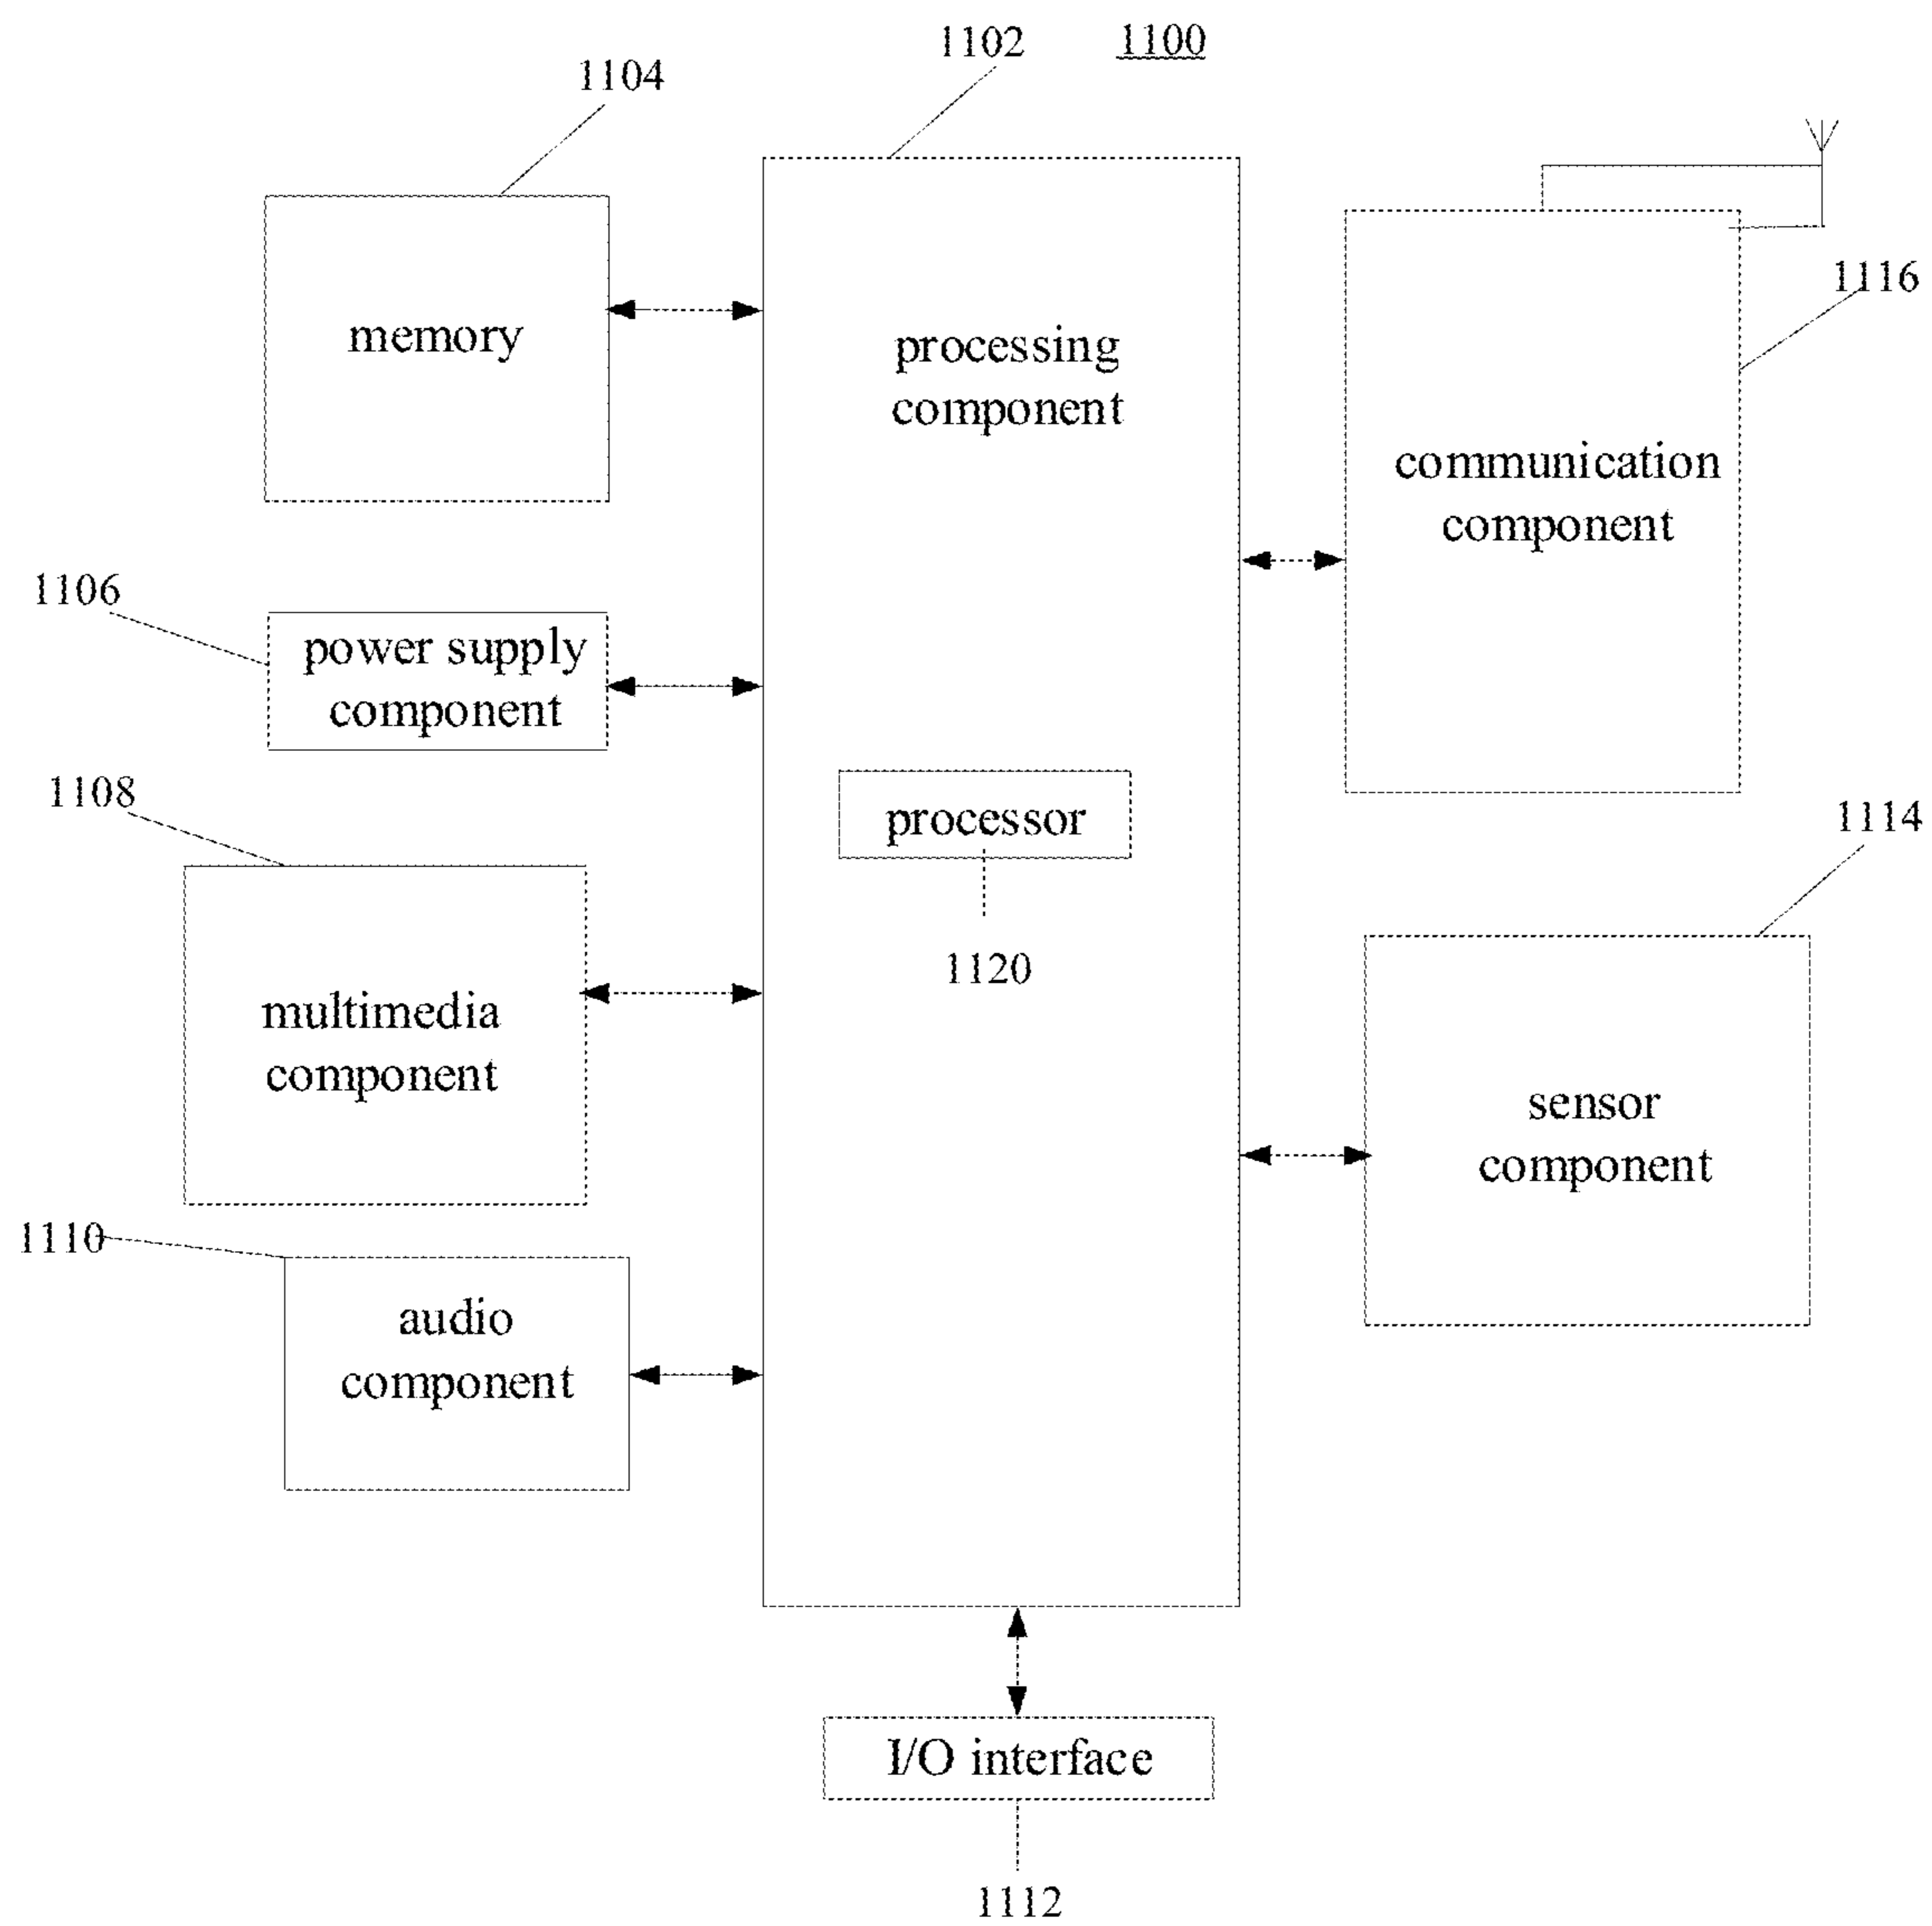 1102
1100
1104
memory
processing
component
1116
communication
component
1106
power supply
component
1108
processor
1114
1120
multimedia
component
sensor
component
1110
audio
component
I/O interface
1112